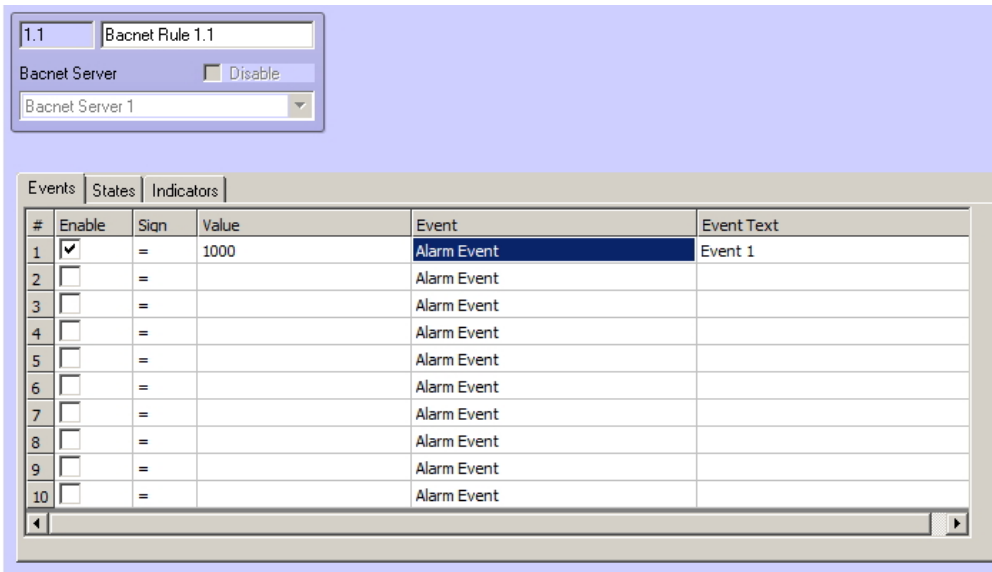 1.1 Bacnet Rule 1.1
Bacnet Server Disable
Bacnet Server 1
Events States Indicators
# Enable Sign Value Event Event Text
1 = 1000 Alarm Event Event 1
2 = Alarm Event
3 = Alarm Event
4 = Alarm Event
5 = Alarm Event
6 = Alarm Event
7 = Alarm Event
8 = Alarm Event
9 = Alarm Event
10 = Alarm Event